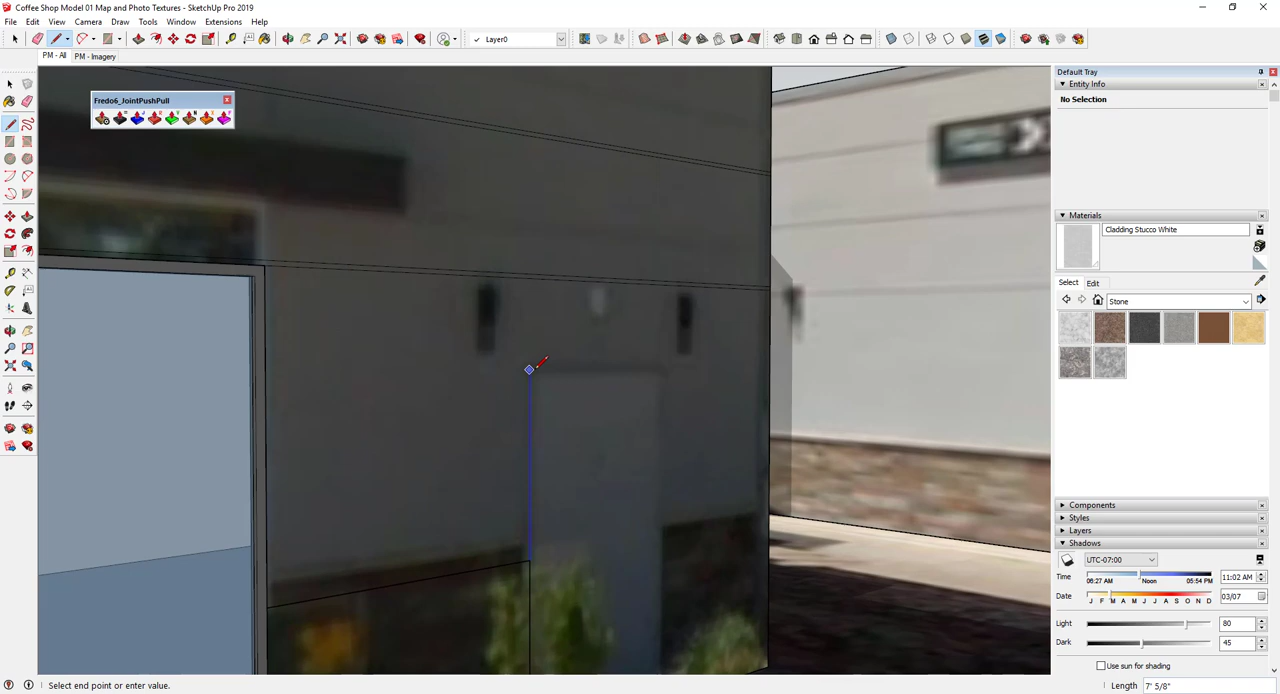 Coffee Shop Model 01 Map and Photo Textures - SketchUp Pro 2019
File Edit View Camera Draw Tools Window Extensions Help
Layer0
PM - All PM - Imagery
Fredo6_JointPushPull
Default Tray
Entity Info
No Selection
Materials
Cladding Stucco White
Select Edit
Stone
Components
Styles
Layers
Shadows
UTC-07:00
Time 06:27 AM Noon 05:54 PM 11:02 AM
Date J F M A M J J A S O N D 03/07
Light 80
Dark 45
Use sun for shading
Select end point or enter value.
Length 7' 5/8"